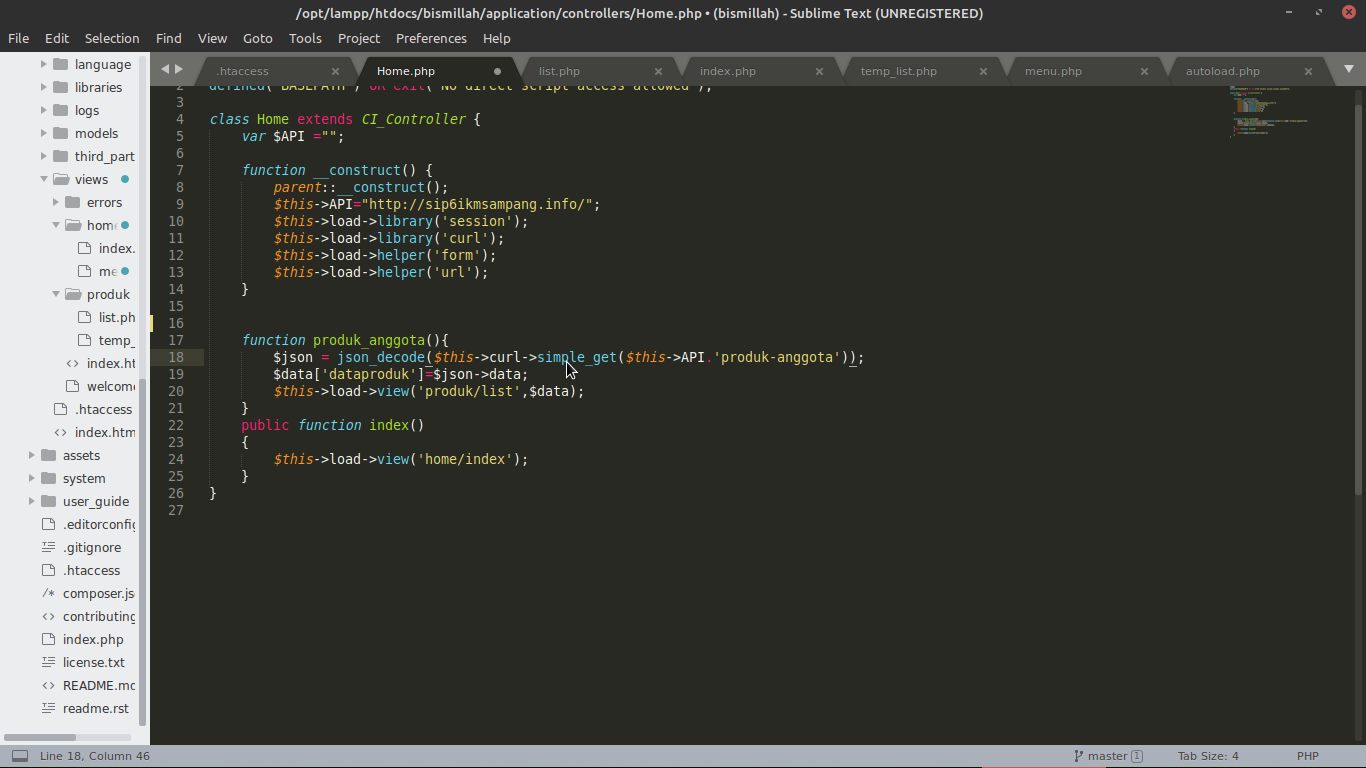 /opt/lampp/htdocs/bismillah/application/controllers/Home.php • (bismillah) - Sublime Text (UNREGISTERED)
File Edit Selection Find View Goto Tools Project Preferences Help
.htaccess Home.php list.php index.php temp_list.php menu.php autoload.php
language
libraries
logs
models
third_part
views
errors
home
index.
me
produk
list.ph
temp_
index.ht
welcome
.htaccess
index.htm
assets
system
user_guide
.editorconfig
.gitignore
.htaccess
composer.js
contributing
index.php
license.txt
README.md
readme.rst
2 defined('BASEPATH') OR exit('No direct script access allowed');
3
4 class Home extends CI_Controller {
5 var $API ="";
6
7 function __construct() {
8 parent::__construct();
9 $this->API="http://sip6ikmsampang.info/";
10 $this->load->library('session');
11 $this->load->library('curl');
12 $this->load->helper('form');
13 $this->load->helper('url');
14 }
15
16
17 function produk_anggota(){
18 $json = json_decode($this->curl->simple_get($this->API.'produk-anggota'));
19 $data['dataproduk']=$json->data;
20 $this->load->view('produk/list',$data);
21 }
22 public function index()
23 {
24 $this->load->view('home/index');
25 }
26 }
27
Line 18, Column 46 master 1 Tab Size: 4 PHP